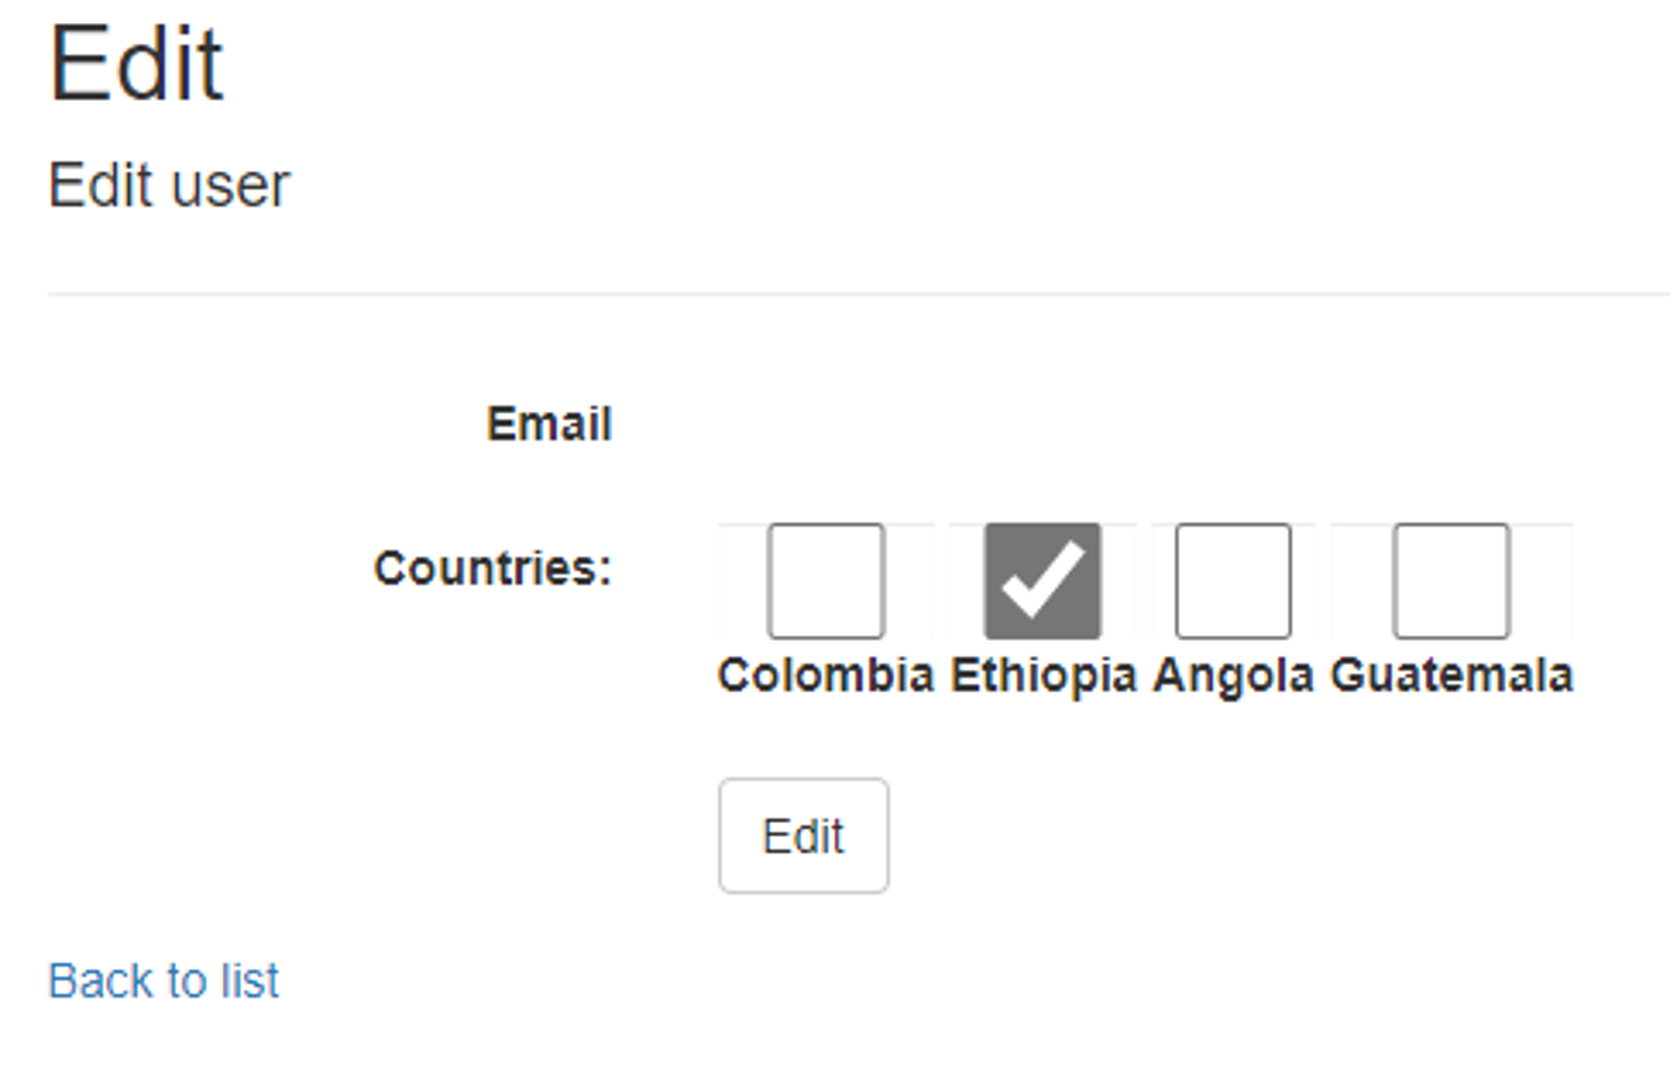 Edit
Edit user
Email
Countries:
Colombia Ethiopia Angola Guatemala
Edit
Back to list